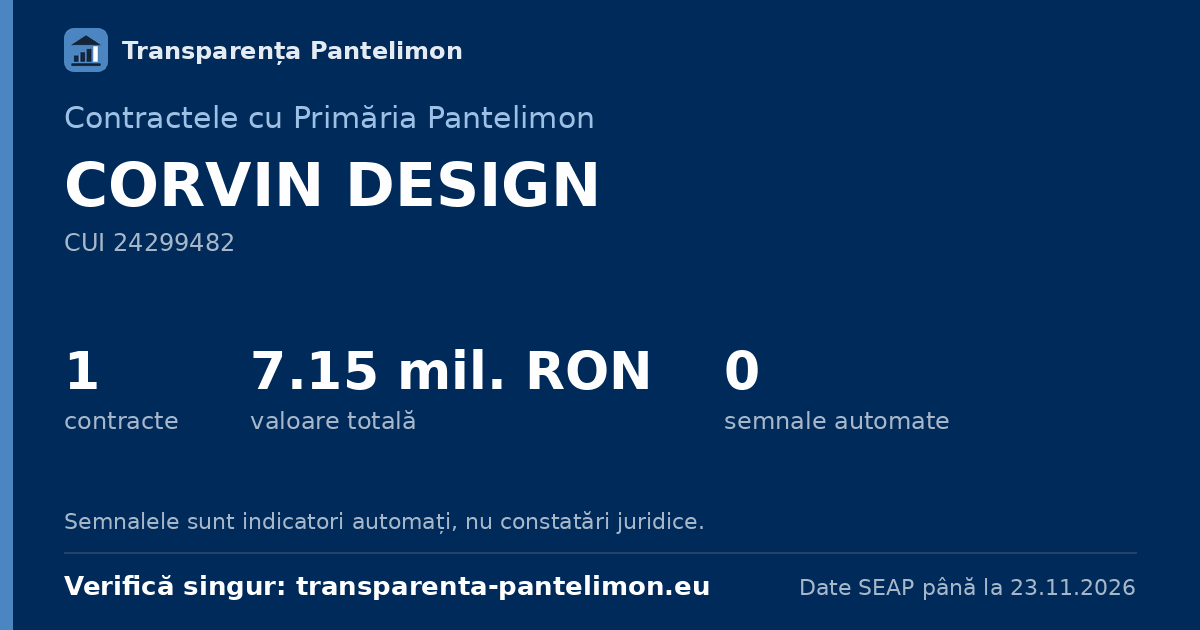 Transparența Pantelimon
Contractele cu Primăria Pantelimon
CORVIN DESIGN
CUI 24299482
1
contracte
7.15 mil. RON
valoare totală
0
semnale automate
Semnalele sunt indicatori automați, nu constatări juridice.
Verifică singur: transparenta-pantelimon.eu
Date SEAP până la 23.11.2026